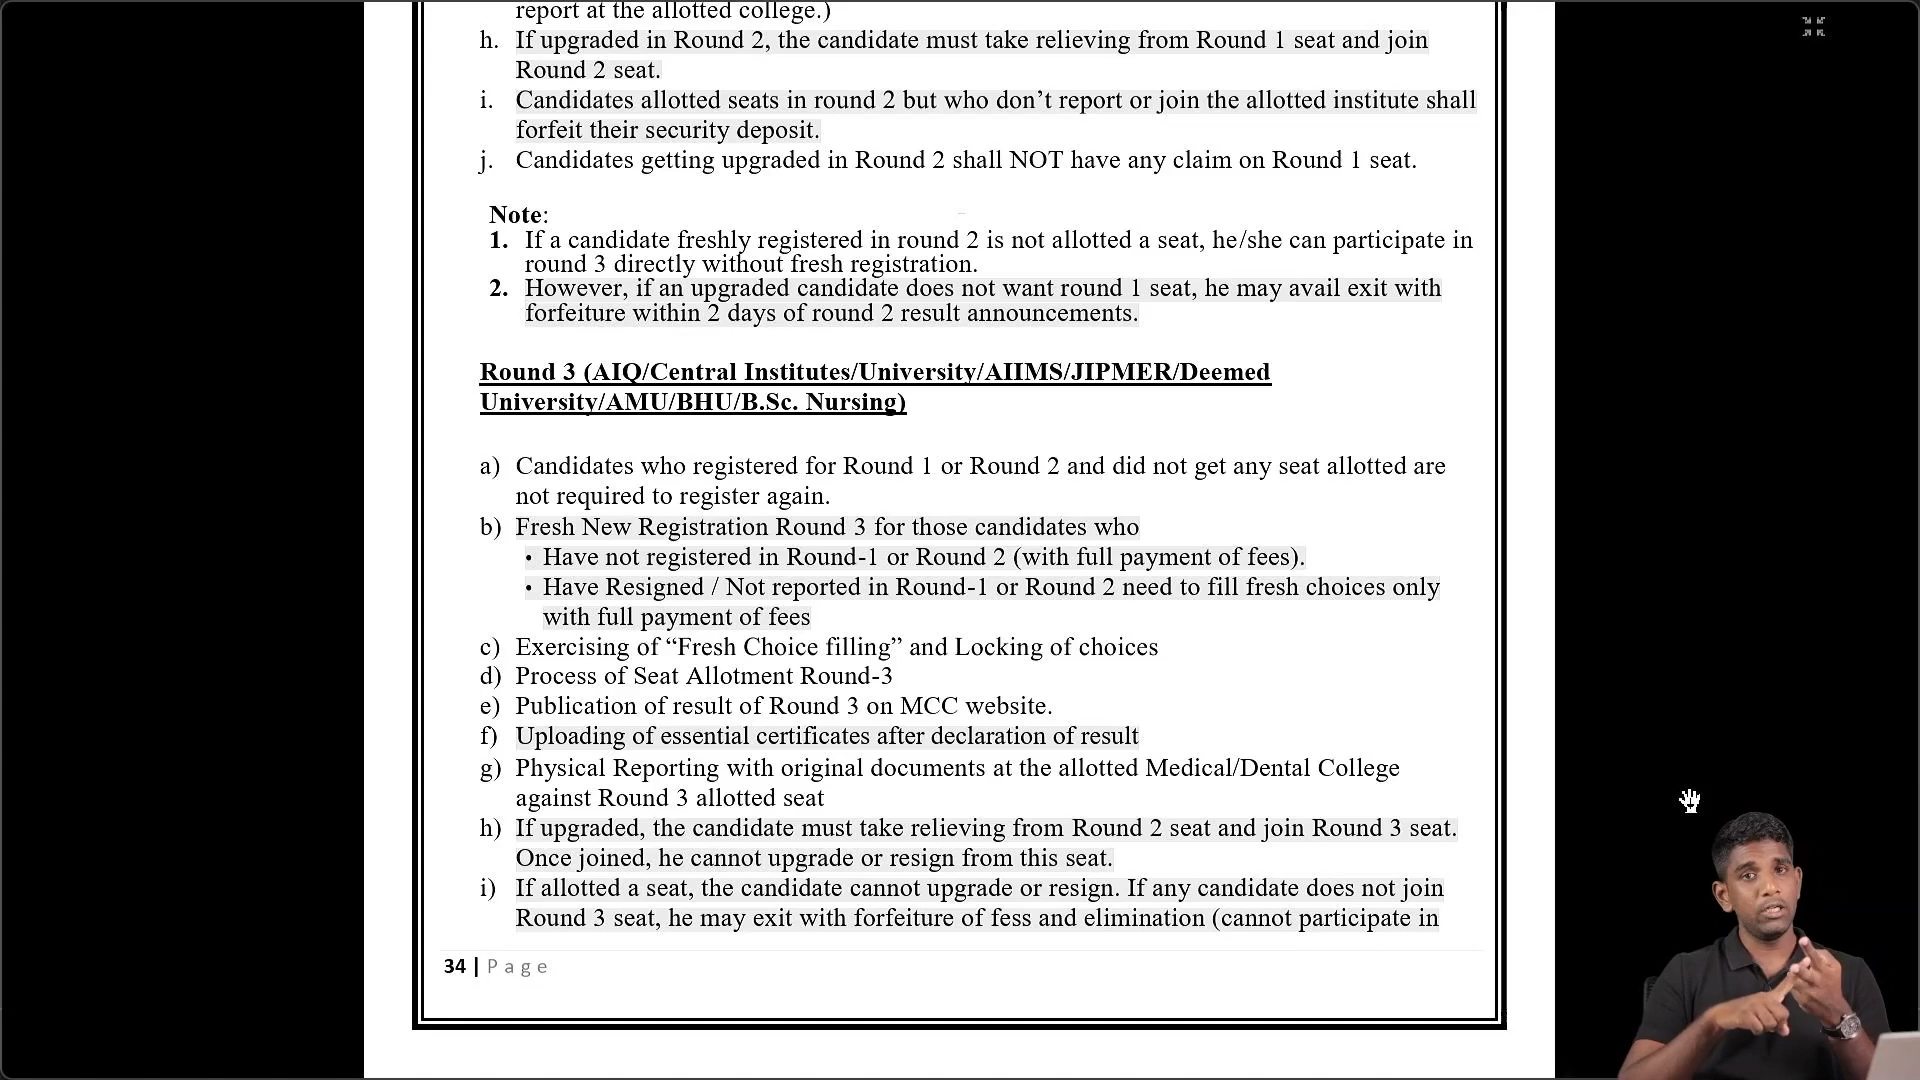 report at the allotted college.)
h. If upgraded in Round 2, the candidate must take relieving from Round 1 seat and join
Round 2 seat.
i. Candidates allotted seats in round 2 but who don’t report or join the allotted institute shall
forfeit their security deposit.
j. Candidates getting upgraded in Round 2 shall NOT have any claim on Round 1 seat.
Note:
1. If a candidate freshly registered in round 2 is not allotted a seat, he/she can participate in
round 3 directly without fresh registration.
2. However, if an upgraded candidate does not want round 1 seat, he may avail exit with
forfeiture within 2 days of round 2 result announcements.
Round 3 (AIQ/Central Institutes/University/AIIMS/JIPMER/Deemed
University/AMU/BHU/B.Sc. Nursing)
a) Candidates who registered for Round 1 or Round 2 and did not get any seat allotted are
not required to register again.
b) Fresh New Registration Round 3 for those candidates who
• Have not registered in Round-1 or Round 2 (with full payment of fees).
• Have Resigned / Not reported in Round-1 or Round 2 need to fill fresh choices only
with full payment of fees
c) Exercising of “Fresh Choice filling” and Locking of choices
d) Process of Seat Allotment Round-3
e) Publication of result of Round 3 on MCC website.
f) Uploading of essential certificates after declaration of result
g) Physical Reporting with original documents at the allotted Medical/Dental College
against Round 3 allotted seat
h) If upgraded, the candidate must take relieving from Round 2 seat and join Round 3 seat.
Once joined, he cannot upgrade or resign from this seat.
i) If allotted a seat, the candidate cannot upgrade or resign. If any candidate does not join
Round 3 seat, he may exit with forfeiture of fess and elimination (cannot participate in
34 | Page